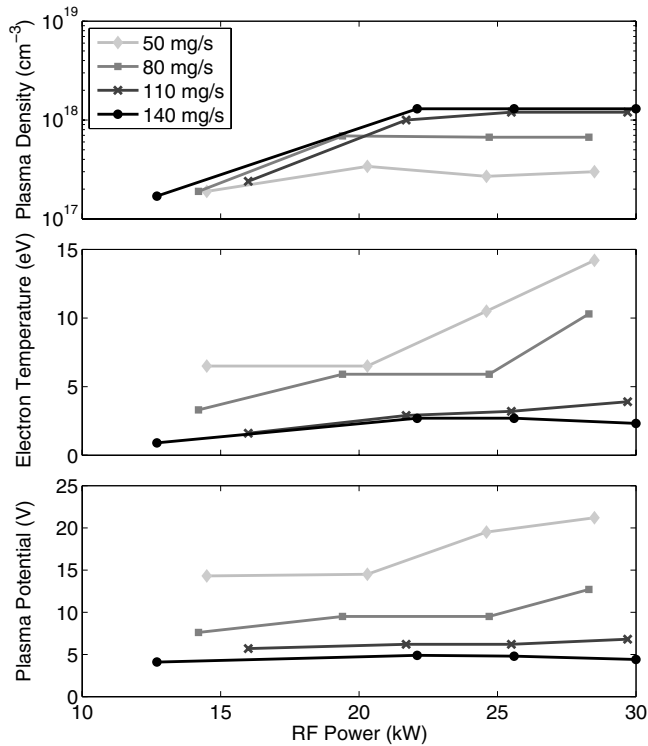 10^19
10^18
10^17
Plasma Density (cm^−3)
50 mg/s
80 mg/s
110 mg/s
140 mg/s
15
10
5
0
Electron Temperature (eV)
25
20
15
10
5
0
Plasma Potential (V)
10 15 20 25 30
RF Power (kW)